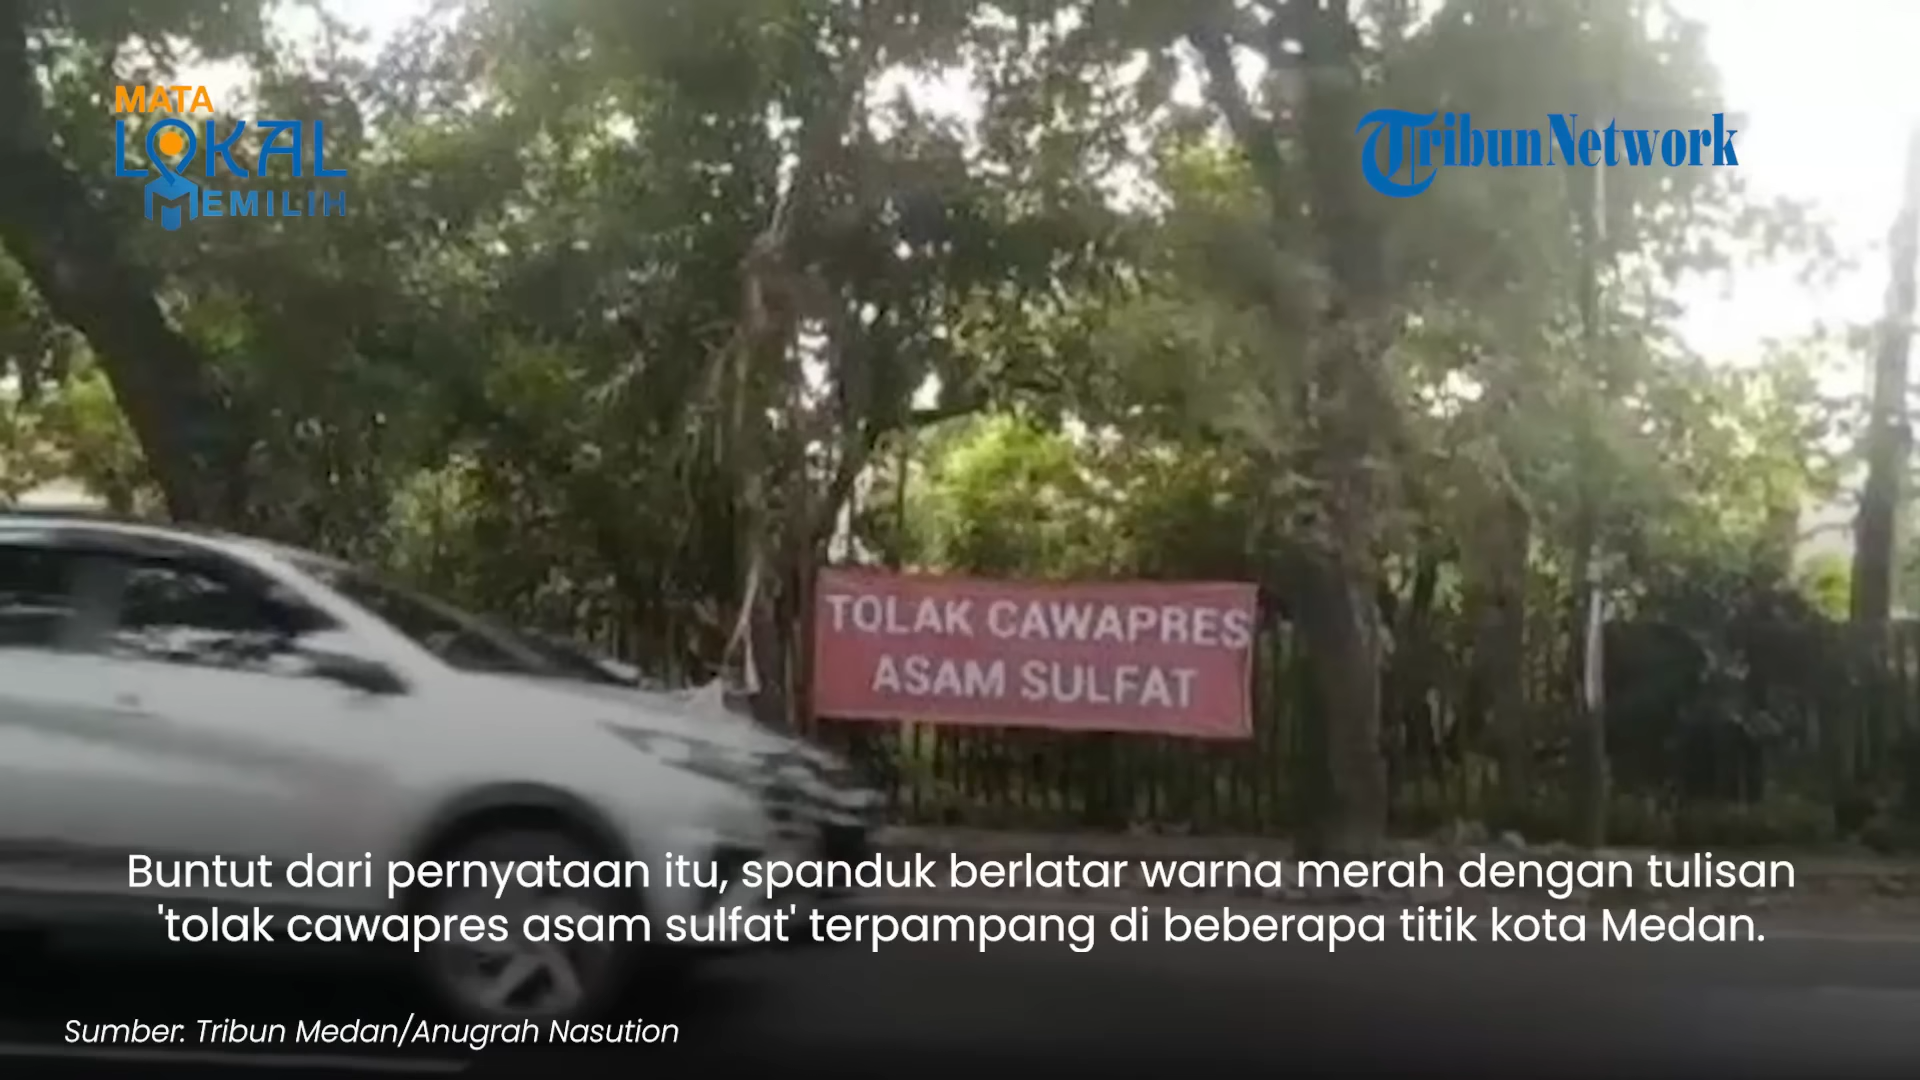 MATA
LOKAL
MEMILIH
TribunNetwork
TOLAK CAWAPRES
ASAM SULFAT
Buntut dari pernyataan itu, spanduk berlatar warna merah dengan tulisan
'tolak cawapres asam sulfat' terpampang di beberapa titik kota Medan.
Sumber: Tribun Medan/Anugrah Nasution